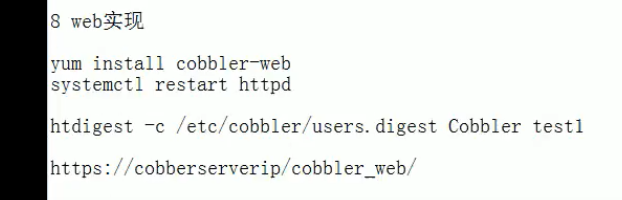 8 web实现
yum install cobbler-web
systemctl restart httpd
htdigest -c /etc/cobbler/users.digest Cobbler test1
https://cobberserverip/cobbler_web/